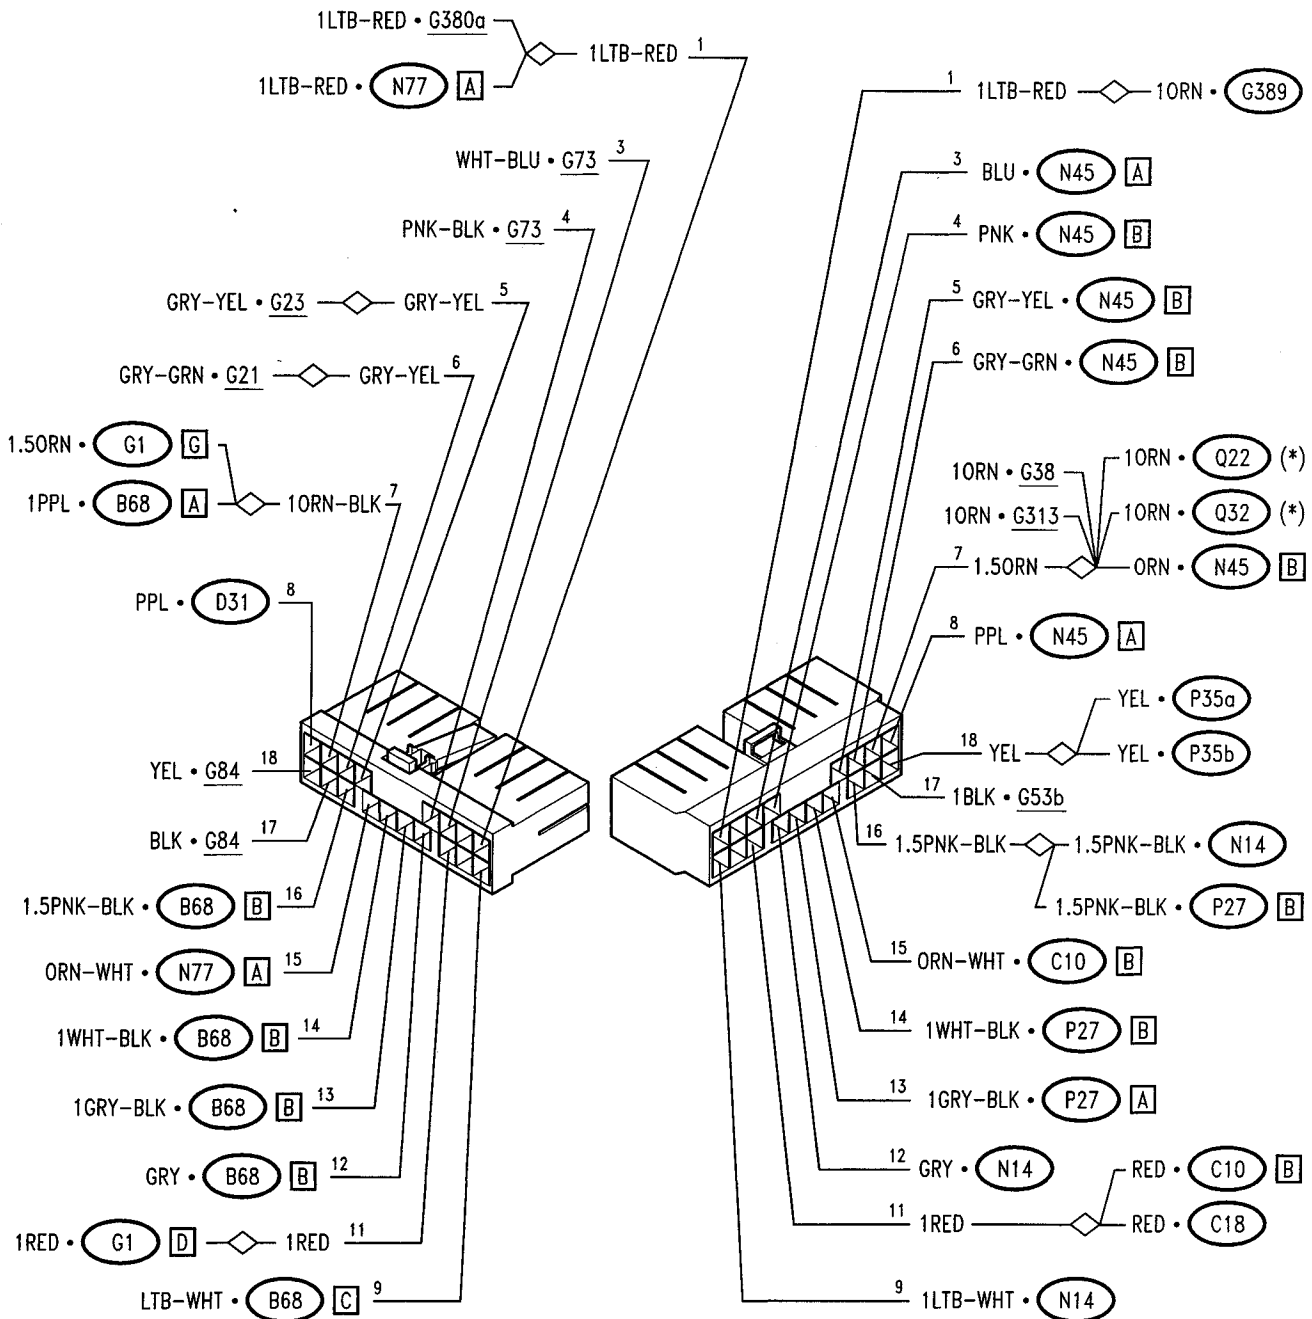 1LTB-RED • G380a
1LTB-RED • N77 A
1LTB-RED 1
WHT-BLU • G73 3
PNK-BLK • G73 4
GRY-YEL • G23 GRY-YEL 5
GRY-GRN • G21 GRY-YEL 6
1.5ORN • G1 G
1PPL • B68 A 1ORN-BLK 7
PPL • D31 8
YEL • G84 18
BLK • G84 17
1.5PNK-BLK • B68 B 16
ORN-WHT • N77 A 15
1WHT-BLK • B68 B 14
1GRY-BLK • B68 B 13
GRY • B68 B 12
1RED • G1 D 1RED 11
LTB-WHT • B68 C 9
1 1LTB-RED 1ORN • G389
3 BLU • N45 A
4 PNK • N45 B
5 GRY-YEL • N45 B
6 GRY-GRN • N45 B
1ORN • G38
1ORN • Q22 (*)
1ORN • G313
1ORN • Q32 (*)
7 1.5ORN ORN • N45 B
8 PPL • N45 A
YEL • P35a
18 YEL YEL • P35b
17 1BLK • G53b
16 1.5PNK-BLK 1.5PNK-BLK • N14
1.5PNK-BLK • P27 B
15 ORN-WHT • C10 B
14 1WHT-BLK • P27 B
13 1GRY-BLK • P27 A
12 GRY • N14
RED • C10 B
11 1RED RED • C18
9 1LTB-WHT • N14